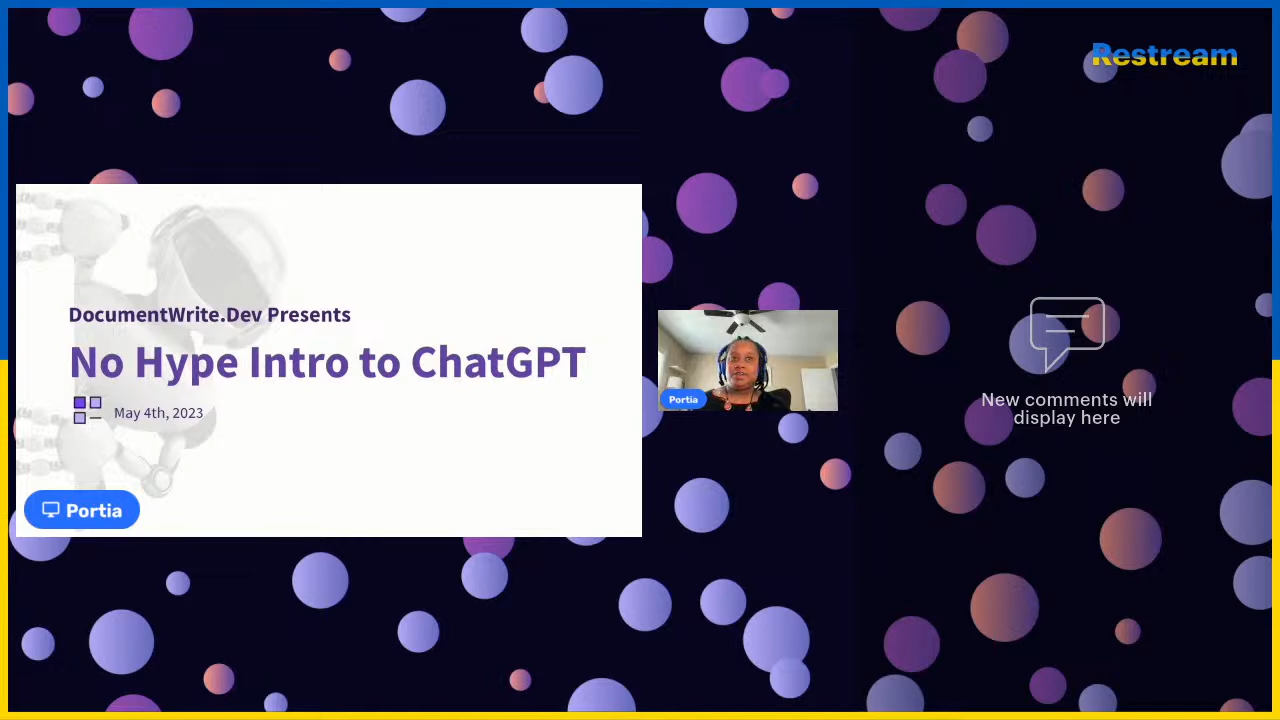 Restream
DocumentWrite.Dev Presents
No Hype Intro to ChatGPT
May 4th, 2023
Portia
Portia
New comments will
display here